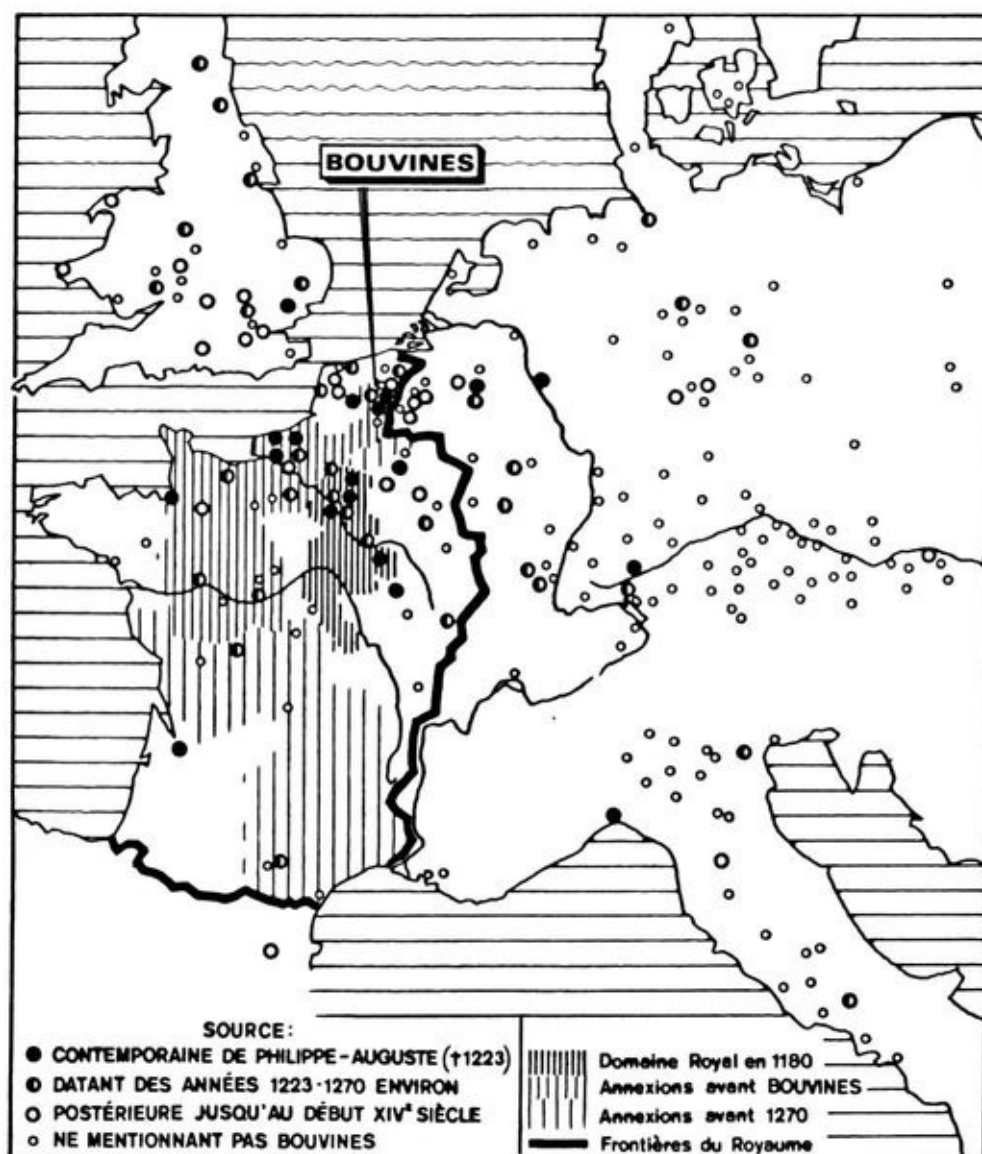 BOUVINES
SOURCE:
CONTEMPORAINE DE PHILIPPE-AUGUSTE (†1223)
DATANT DES ANNÉES 1223-1270 ENVIRON
POSTÉRIEURE JUSQU'AU DÉBUT XIVᵉ SIÈCLE
NE MENTIONNANT PAS BOUVINES
Domaine Royal en 1180
Annexions avant BOUVINES
Annexions avant 1270
Frontières du Royaume